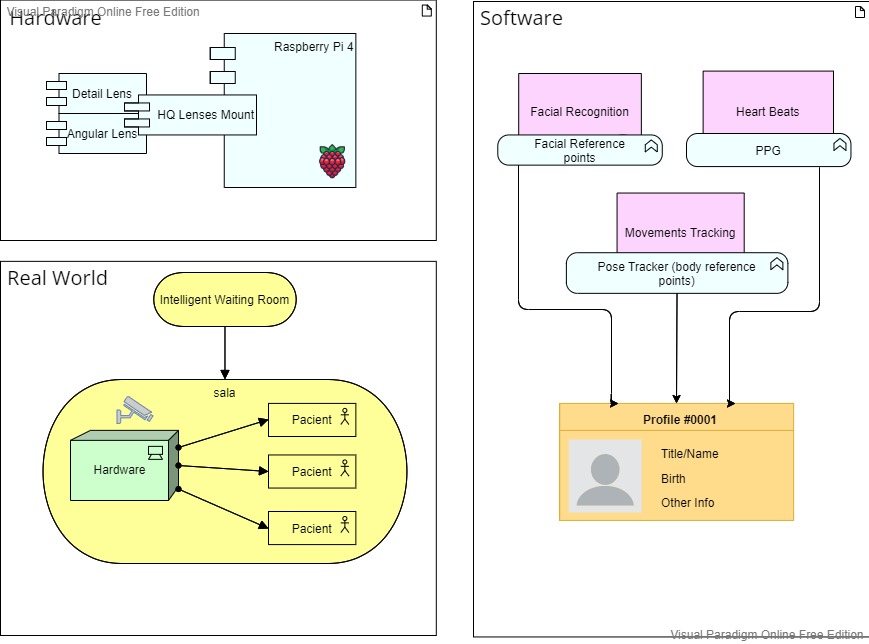 Visual Paradigm Online Free Edition
Hardware
Raspberry Pi 4
Detail Lens
HQ Lenses Mount
Angular Lens
Real World
Intelligent Waiting Room
sala
Hardware
Pacient
Pacient
Pacient
Software
Facial Recognition
Facial Reference
points
Heart Beats
PPG
Movements Tracking
Pose Tracker (body reference
points)
Profile #0001
Title/Name
Birth
Other Info
Visual Paradigm Online Free Edition